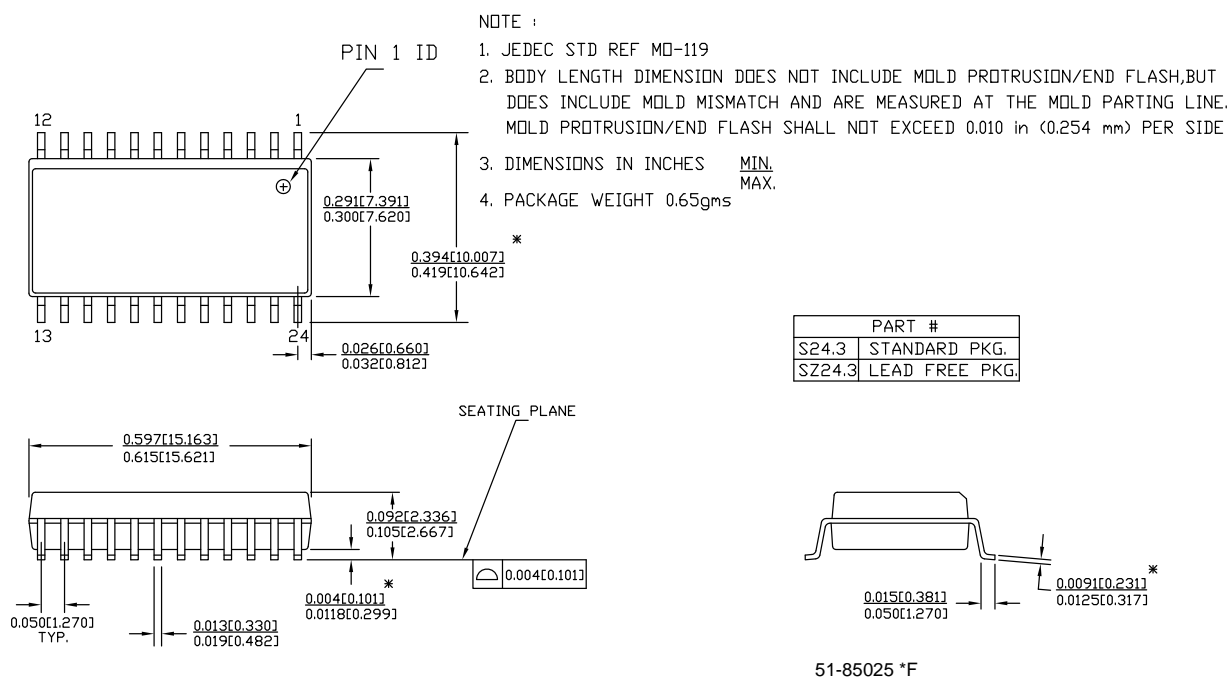 NOTE :
1. JEDEC STD REF MO-119
2. BODY LENGTH DIMENSION DOES NOT INCLUDE MOLD PROTRUSION/END FLASH,BUT
DOES INCLUDE MOLD MISMATCH AND ARE MEASURED AT THE MOLD PARTING LINE.
MOLD PROTRUSION/END FLASH SHALL NOT EXCEED 0.010 in (0.254 mm) PER SIDE
3. DIMENSIONS IN INCHES MIN.
MAX.
4. PACKAGE WEIGHT 0.65gms
PIN 1 ID
12 1
0.291[7.391]
0.300[7.620]
*
0.394[10.007]
0.419[10.642]
13 24
0.026[0.660]
0.032[0.812]
PART #
S24.3 STANDARD PKG.
SZ24.3 LEAD FREE PKG.
SEATING PLANE
0.597[15.163]
0.615[15.621]
0.092[2.336]
0.105[2.667]
0.004[0.101]
*
0.004[0.101]
0.0118[0.299]
0.050[1.270]
TYP.
0.013[0.330]
0.019[0.482]
0.015[0.381]
0.050[1.270]
*
0.0091[0.231]
0.0125[0.317]
51-85025 *F